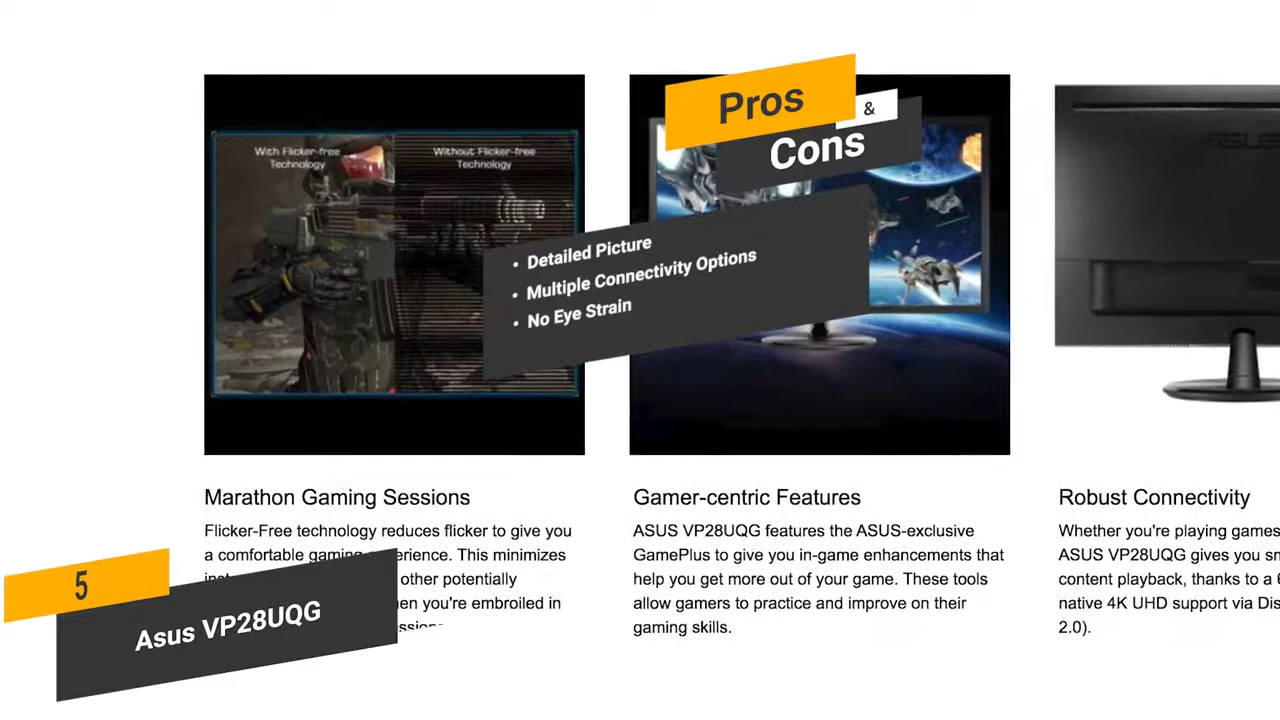 Pros
&
Cons
With Flicker-free
Technology
Without Flicker-free
Technology
• Detailed Picture
• Multiple Connectivity Options
• No Eye Strain
Marathon Gaming Sessions
Flicker-Free technology reduces flicker to give you
a comfortable gaming experience. This minimizes
other potentially
you're embroiled in
Gamer-centric Features
ASUS VP28UQG features the ASUS-exclusive
GamePlus to give you in-game enhancements that
help you get more out of your game. These tools
allow gamers to practice and improve on their
gaming skills.
Robust Connectivity
Whether you're playing games
ASUS VP28UQG gives you
content playback, thanks to a
native 4K UHD support via
2.0).
5
Asus VP28UQG